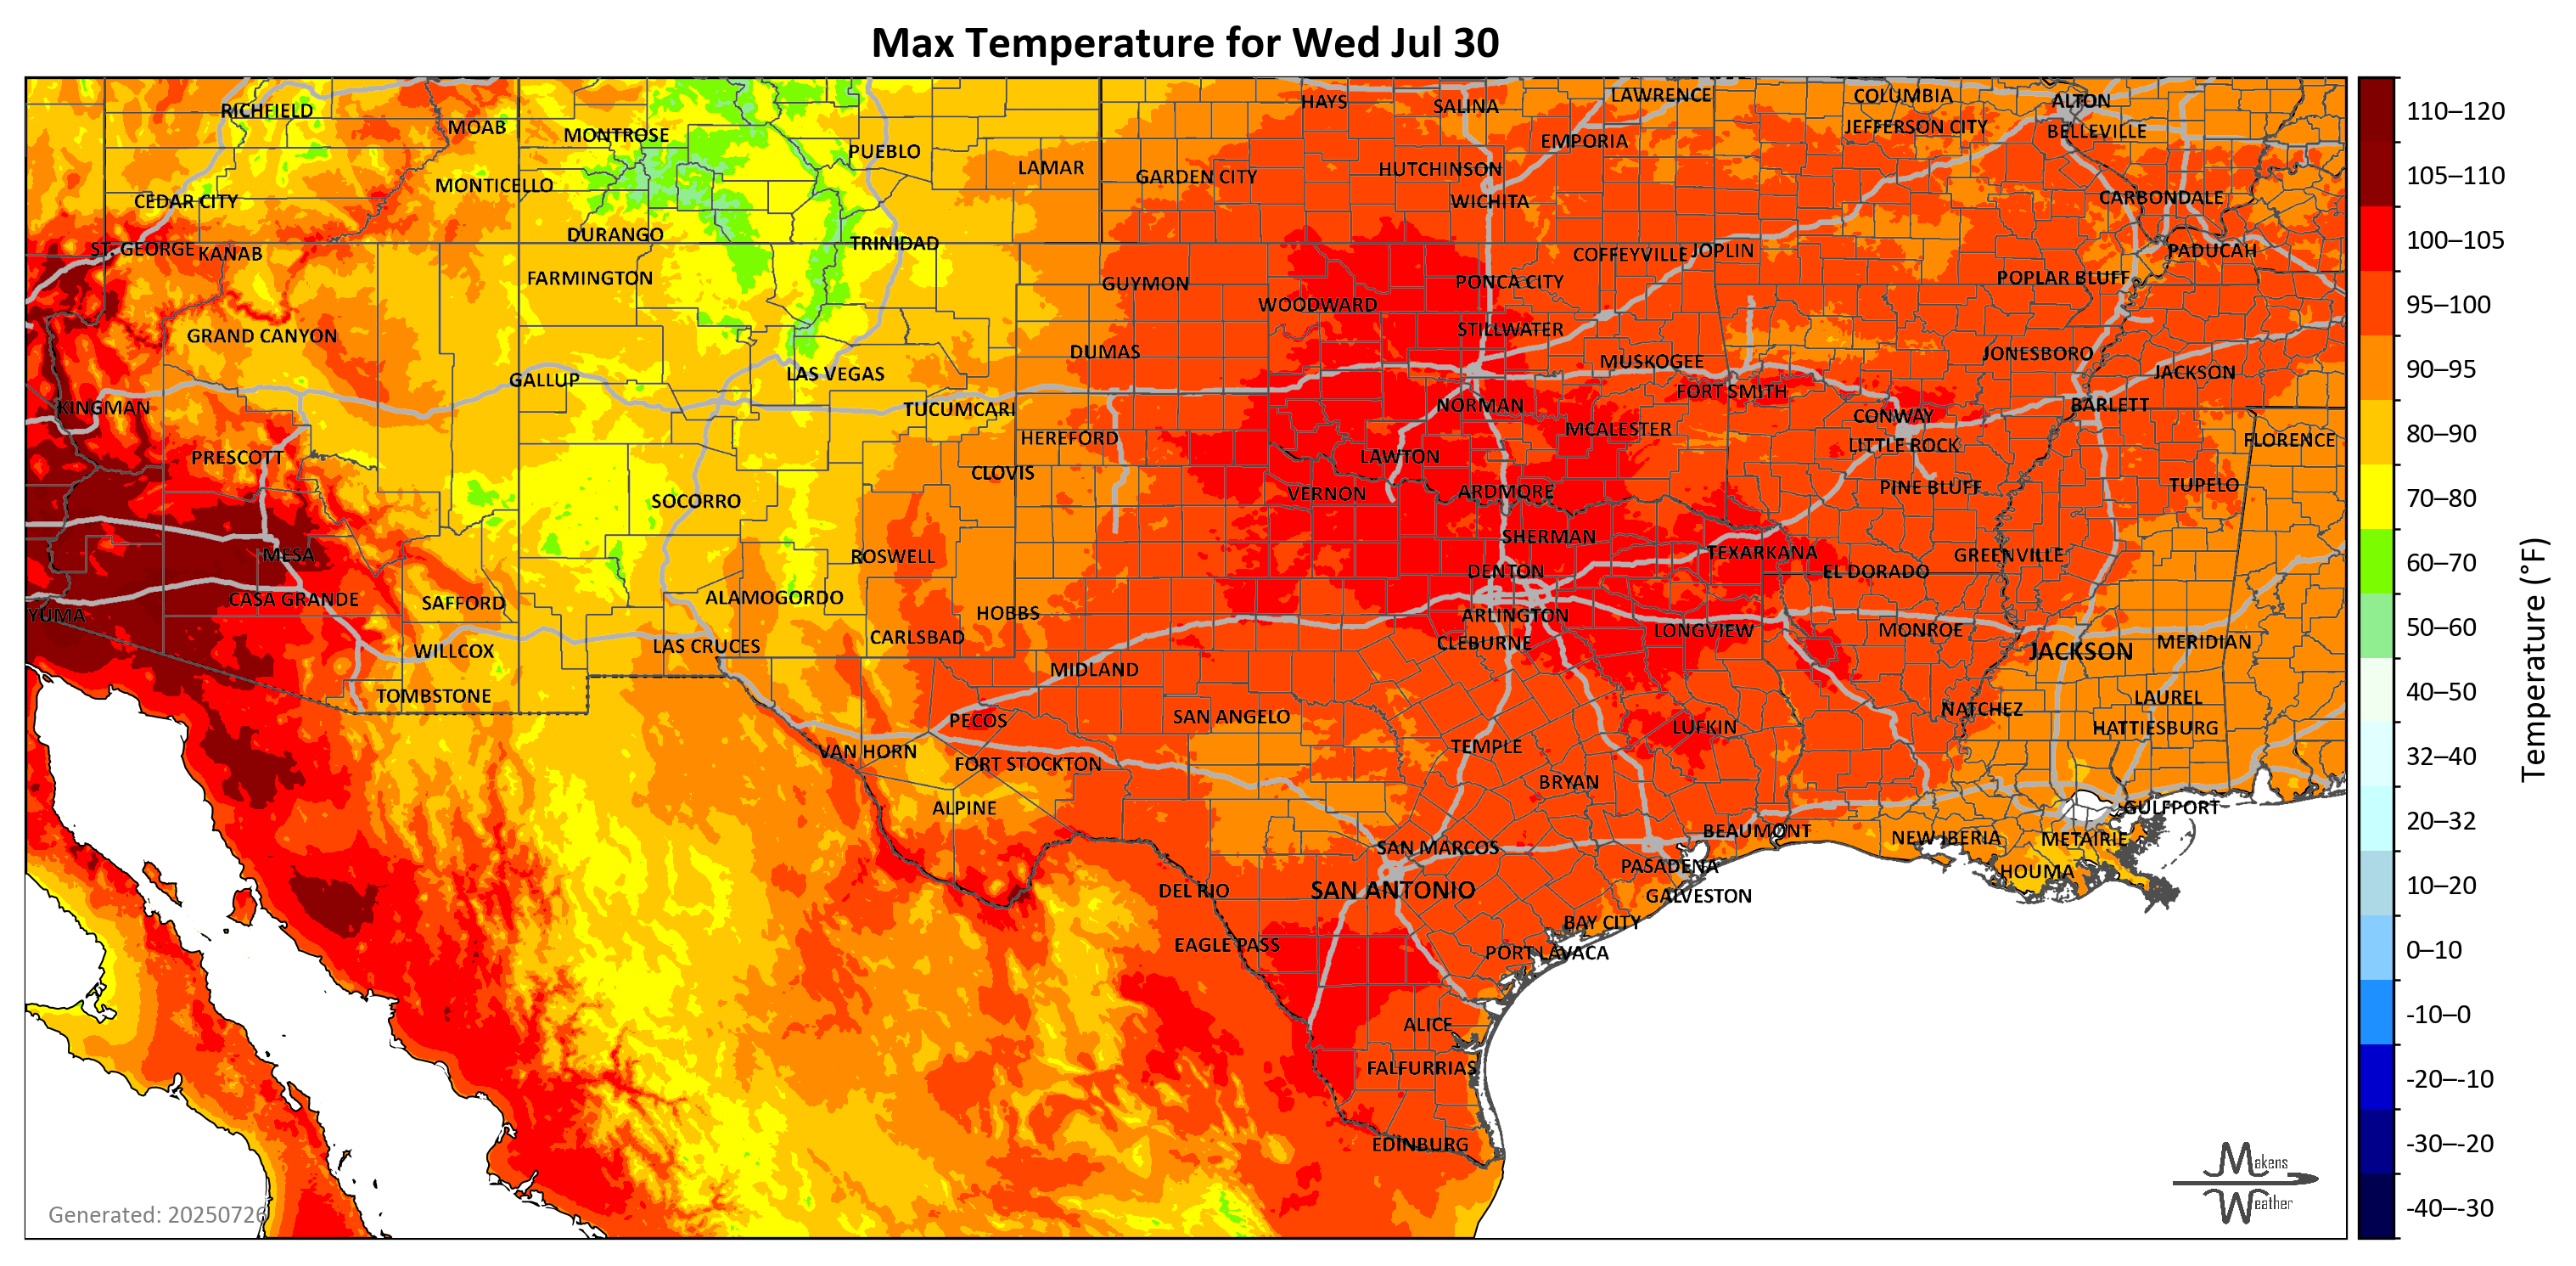 Max Temperature for Wed Jul 30
RICHFIELD
MOAB
MONTROSE
PUEBLO
LAMAR
GARDEN CITY
HAYS
SALINA
HUTCHINSON
WICHITA
EMPORIA
LAWRENCE
COLUMBIA
JEFFERSON CITY
ALTON
BELLEVILLE
CEDAR CITY
MONTICELLO
CARBONDALE
ST. GEORGE
KANAB
DURANGO
TRINIDAD
COFFEYVILLE
JOPLIN
PADUCAH
FARMINGTON
GUYMON
WOODWARD
PONCA CITY
POPLAR BLUFF
GRAND CANYON
STILLWATER
DUMAS
MUSKOGEE
JONESBORO
GALLUP
LAS VEGAS
FORT SMITH
JACKSON
KINGMAN
TUCUMCARI
NORMAN
CONWAY
BARLETT
HEREFORD
MCALESTER
LITTLE ROCK
FLORENCE
PRESCOTT
CLOVIS
LAWTON
PINE BLUFF
TUPELO
SOCORRO
VERNON
ARDMORE
SHERMAN
MESA
ROSWELL
TEXARKANA
GREENVILLE
DENTON
EL DORADO
YUMA
CASA GRANDE
SAFFORD
ALAMOGORDO
HOBBS
ARLINGTON
CARLSBAD
LONGVIEW
MONROE
WILLCOX
LAS CRUCES
CLEBURNE
JACKSON
MERIDIAN
MIDLAND
TOMBSTONE
LAUREL
PECOS
SAN ANGELO
NATCHEZ
LUFKIN
HATTIESBURG
VAN HORN
FORT STOCKTON
TEMPLE
BRYAN
ALPINE
GULFPORT
BEAUMONT
NEW IBERIA
METAIRIE
SAN MARCOS
PASADENA
HOUMA
DEL RIO
SAN ANTONIO
GALVESTON
BAY CITY
EAGLE PASS
PORT LAVACA
ALICE
FALFURRIAS
EDINBURG
Generated: 20250726
Makens
Weather
110–120
105–110
100–105
95–100
90–95
80–90
70–80
60–70
50–60
40–50
32–40
20–32
10–20
0–10
-10–0
-20–-10
-30–-20
-40–-30
Temperature (°F)